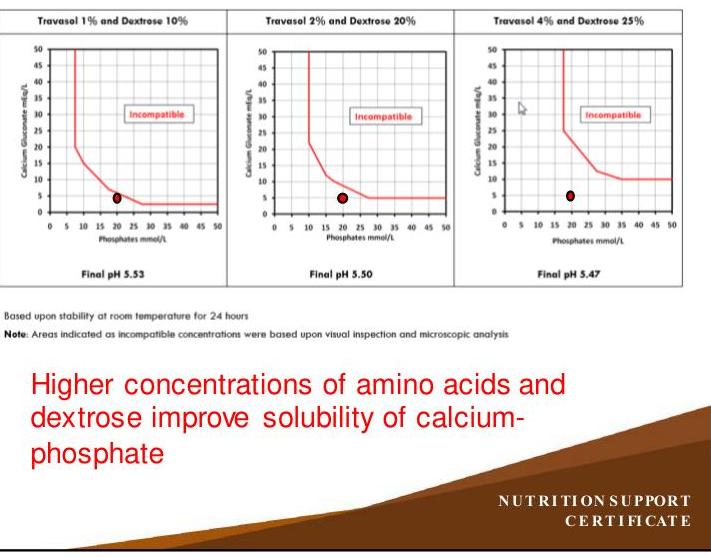 Travasol 1% and Dextrose 10%
Travasol 2% and Dextrose 20%
Travasol 4% and Dextrose 25%
Calcium Gluconate mEq/L
50
45
40
35
30
25
20
15
10
5
0
Incompatible
0 5 10 15 20 25 30 35 40 45 50
Phosphates mmol/L
Final pH 5.53
Calcium Gluconate mEq/L
50
45
40
35
30
25
20
15
10
5
0
Incompatible
0 5 10 15 20 25 30 35 40 45 50
Phosphates mmol/L
Final pH 5.50
Calcium Gluconate mEq/L
50
45
40
35
30
25
20
15
10
5
0
Incompatible
0 5 10 15 20 25 30 35 40 45 50
Phosphates mmol/L
Final pH 5.47
Based upon stability at room temperature for 24 hours
Note: Areas indicated as incompatible concentrations were based upon visual inspection and microscopic analysis
Higher concentrations of amino acids and
dextrose improve solubility of calcium-
phosphate
NUTRITION SUPPORT
CERTIFICATE